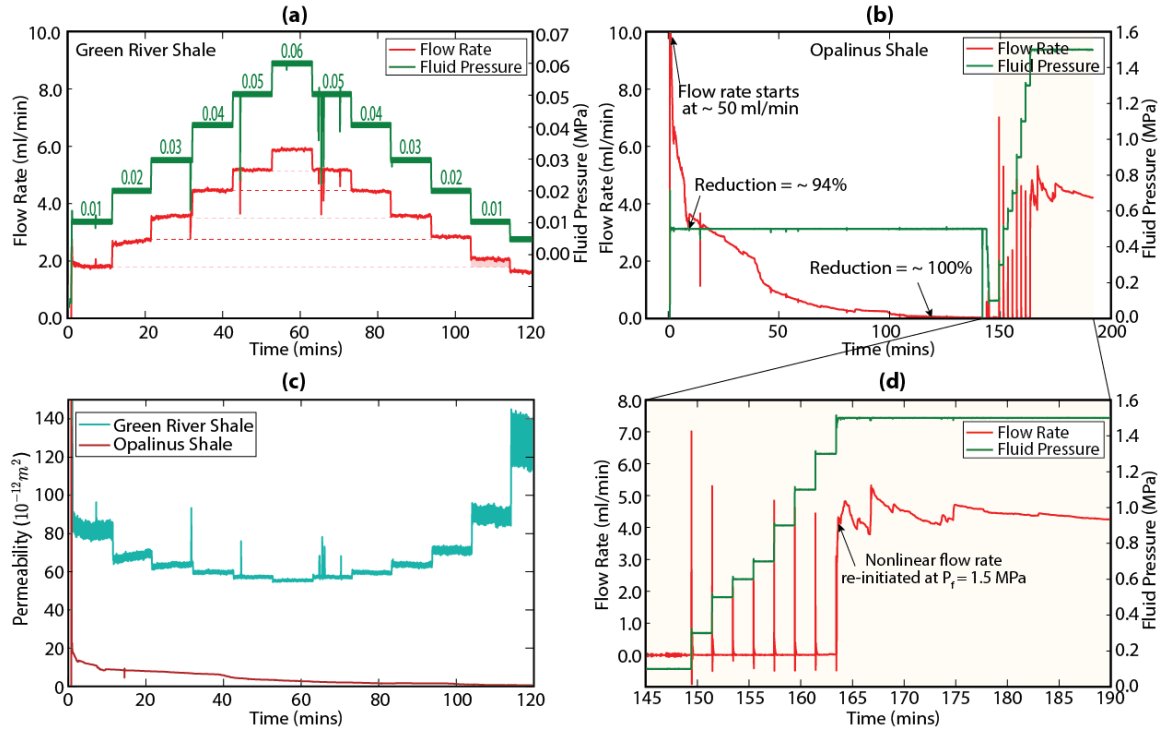 (a)
Green River Shale
Flow Rate
Fluid Pressure
10.0
8.0
6.0
4.0
2.0
0.0
Flow Rate (ml/min)
0.01
0.02
0.03
0.04
0.05
0.06
0.05
0.04
0.03
0.02
0.01
0.07
0.06
0.05
0.04
0.03
0.02
0.01
0.00
Fluid Pressure (MPa)
0 20 40 60 80 100 120
Time (mins)
(b)
Opalinus Shale
Flow Rate
Fluid Pressure
10.0
8.0
6.0
4.0
2.0
0.0
Flow Rate (ml/min)
Flow rate starts
at ~ 50 ml/min
Reduction = ~ 94%
Reduction = ~ 100%
1.6
1.4
1.2
1.0
0.8
0.6
0.4
0.2
0.0
Fluid Pressure (MPa)
0 50 100 150 200
Time (mins)
(c)
Green River Shale
Opalinus Shale
140
120
100
80
60
40
20
0
Permeability (10⁻¹²m²)
0 20 40 60 80 100 120
Time (mins)
(d)
Flow Rate
Fluid Pressure
8.0
7.0
6.0
5.0
4.0
3.0
2.0
1.0
0.0
Flow Rate (ml/min)
Nonlinear flow rate
re-initiated at P_f = 1.5 MPa
1.6
1.4
1.2
1.0
0.8
0.6
0.4
0.2
0.0
Fluid Pressure (MPa)
145 150 155 160 165 170 175 180 185 190
Time (mins)